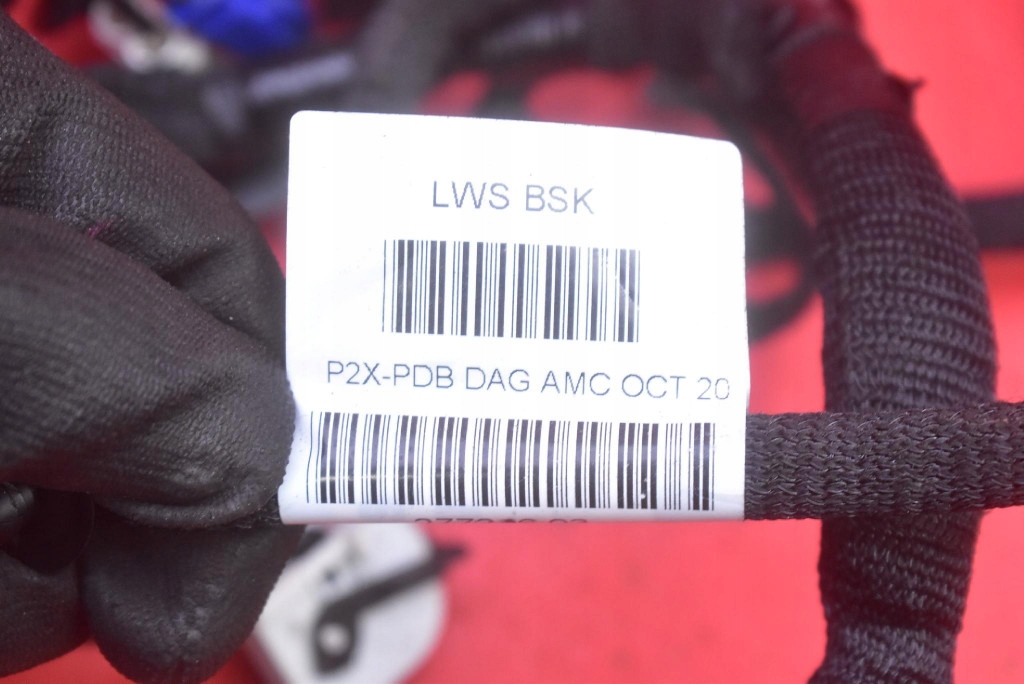 LWS BSK
P2X-PDB DAG AMC OCT 20